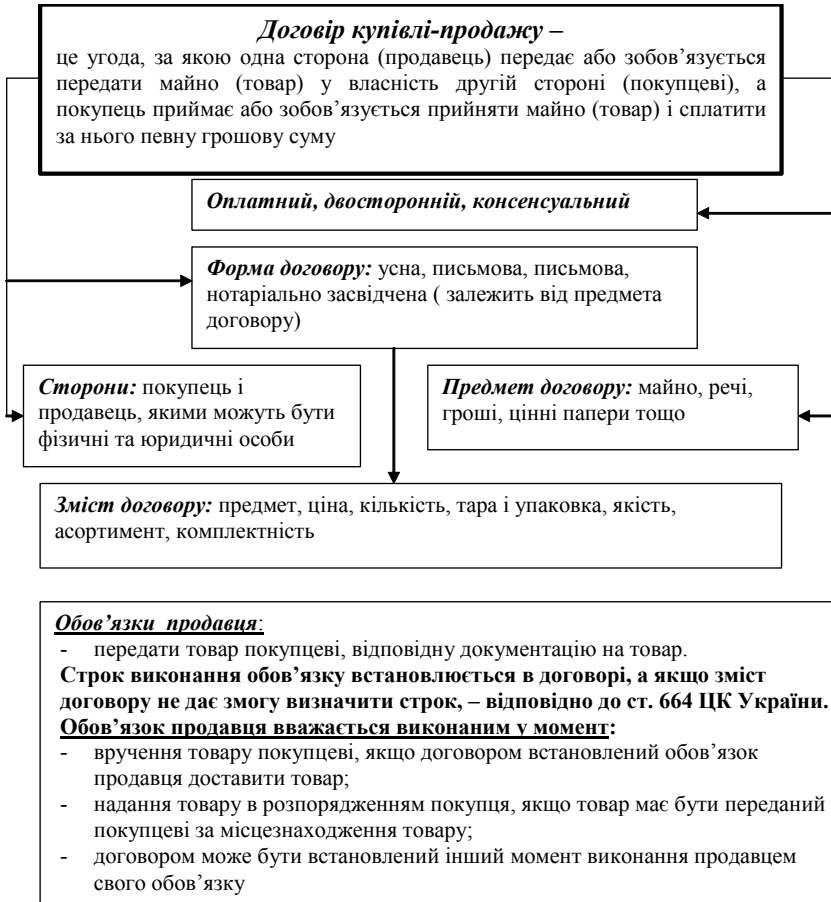 Договір купівлі-продажу –
це угода, за якою одна сторона (продавець) передає або зобов’язується
передати майно (товар) у власність другій стороні (покупцеві), а
покупець приймає або зобов’язується прийняти майно (товар) і сплатити
за нього певну грошову суму
Оплатний, двосторонній, консенсуальний
Форма договору: усна, письмова, письмова,
нотаріально засвідчена ( залежить від предмета
договору)
Сторони: покупець і
продавець, якими можуть бути
фізичні та юридичні особи
Предмет договору: майно, речі,
гроші, цінні папери тощо
Зміст договору: предмет, ціна, кількість, тара і упаковка, якість,
асортимент, комплектність
Обов’язки продавця:
- передати товар покупцеві, відповідну документацію на товар.
Строк виконання обов’язку встановлюється в договорі, а якщо зміст
договору не дає змогу визначити строк, – відповідно до ст. 664 ЦК України.
Обов’язок продавця вважається виконаним у момент:
- вручення товару покупцеві, якщо договором встановлений обов’язок
продавця доставити товар;
- надання товару в розпорядженням покупця, якщо товар має бути переданий
покупцеві за місцезнаходження товару;
- договором може бути встановлений інший момент виконання продавцем
свого обов’язку